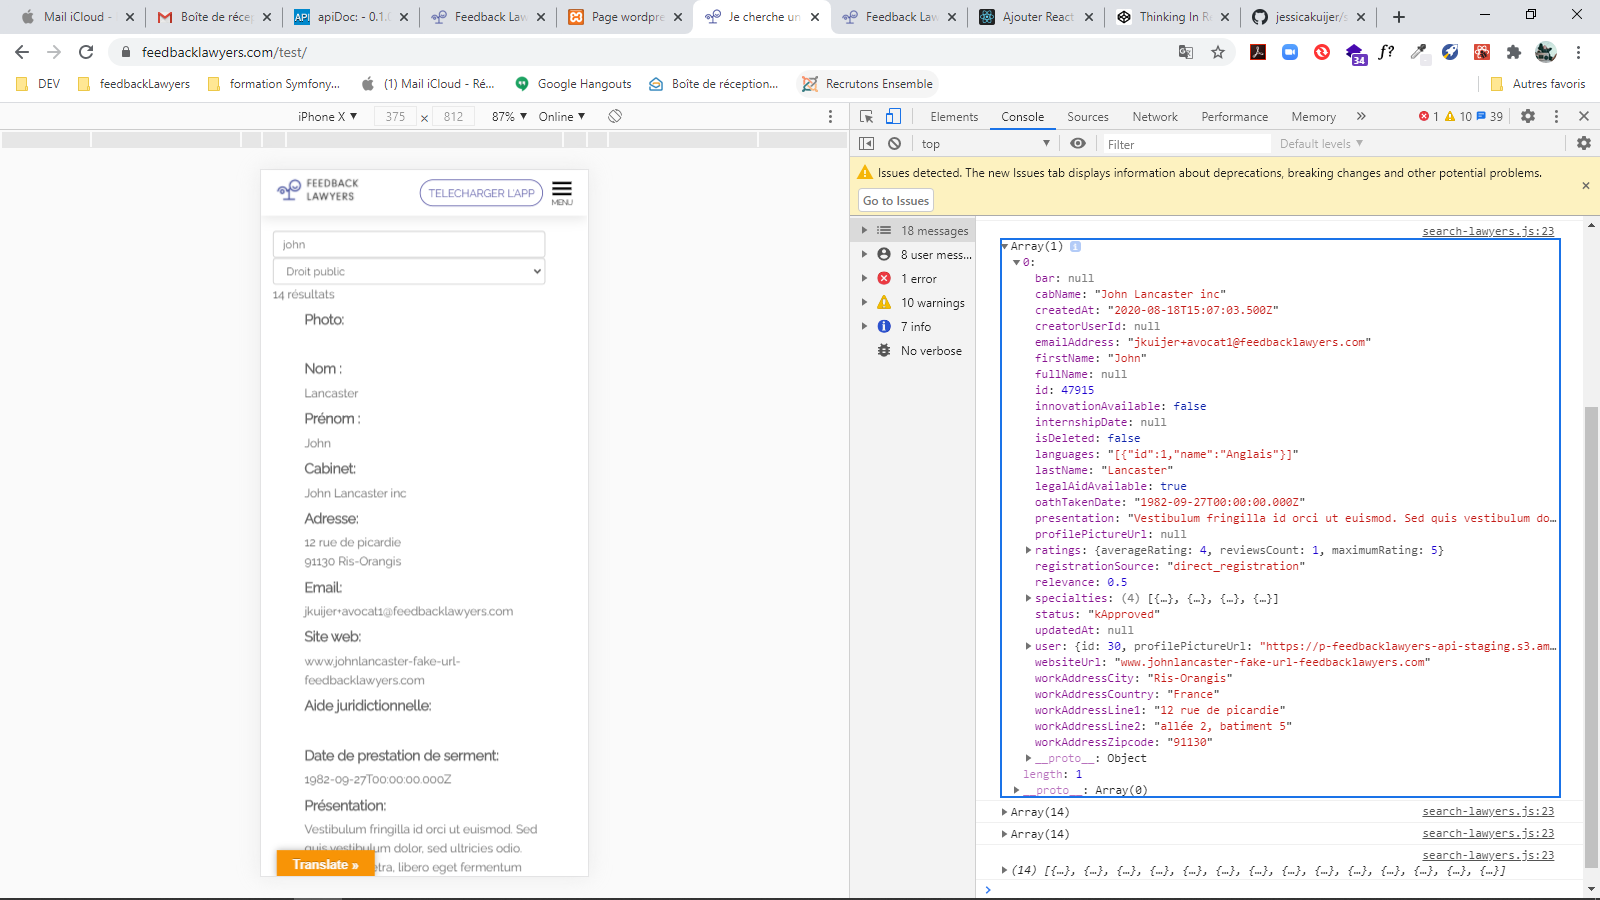 Mail iCloud -
Boîte de récep
apiDoc: - 0.1.0
Feedback Law
Page wordpre
Je cherche un
Feedback Law
Ajouter React
Thinking In R
jessicakuijer/s
feedbacklawyers.com/test/
34
DEV
feedbackLawyers
formation Symfony...
(1) Mail iCloud - Ré...
Google Hangouts
Boîte de réception...
Recrutons Ensemble
Autres favoris
iPhone X ▼ 375 × 812 87% ▼ Online ▼
Elements Console Sources Network Performance Memory » 1 10 39
top Filter Default levels ▼
Issues detected. The new Issues tab displays information about deprecations, breaking changes and other potential problems.
Go to Issues
FEEDBACK
LAWYERS
TELECHARGER L'APP
MENU
john
Droit public
14 résultats
Photo:
Nom :
Lancaster
Prénom :
John
Cabinet:
John Lancaster inc
Adresse:
12 rue de picardie
91130 Ris-Orangis
Email:
jkuijer+avocat1@feedbacklawyers.com
Site web:
www.johnlancaster-fake-url-
feedbacklawyers.com
Aide juridictionnelle:
Date de prestation de serment:
1982-09-27T00:00:00.000Z
Présentation:
Vestibulum fringilla id orci ut euismod. Sed
quis vestibulum dolor, sed ultricies odio.
etra, libero eget fermentum
Translate »
18 messages
8 user mess...
1 error
10 warnings
7 info
No verbose
search-lawyers.js:23
Array(1)
0:
bar: null
cabName: "John Lancaster inc"
createdAt: "2020-08-18T15:07:03.500Z"
creatorUserId: null
emailAddress: "jkuijer+avocat1@feedbacklawyers.com"
firstName: "John"
fullName: null
id: 47915
innovationAvailable: false
internshipDate: null
isDeleted: false
languages: "[{"id":1,"name":"Anglais"}]"
lastName: "Lancaster"
legalAidAvailable: true
oathTakenDate: "1982-09-27T00:00:00.000Z"
presentation: "Vestibulum fringilla id orci ut euismod. Sed quis vestibulum do…
profilePictureUrl: null
ratings: {averageRating: 4, reviewsCount: 1, maximumRating: 5}
registrationSource: "direct_registration"
relevance: 0.5
specialties: (4) [{…}, {…}, {…}, {…}]
status: "kApproved"
updatedAt: null
user: {id: 30, profilePictureUrl: "https://p-feedbacklawyers-api-staging.s3.am…
websiteUrl: "www.johnlancaster-fake-url-feedbacklawyers.com"
workAddressCity: "Ris-Orangis"
workAddressCountry: "France"
workAddressLine1: "12 rue de picardie"
workAddressLine2: "allée 2, batiment 5"
workAddressZipcode: "91130"
__proto__: Object
length: 1
__proto__: Array(0)
Array(14) search-lawyers.js:23
Array(14) search-lawyers.js:23
search-lawyers.js:23
(14) [{…}, {…}, {…}, {…}, {…}, {…}, {…}, {…}, {…}, {…}, {…}, {…}, {…}, {…}]